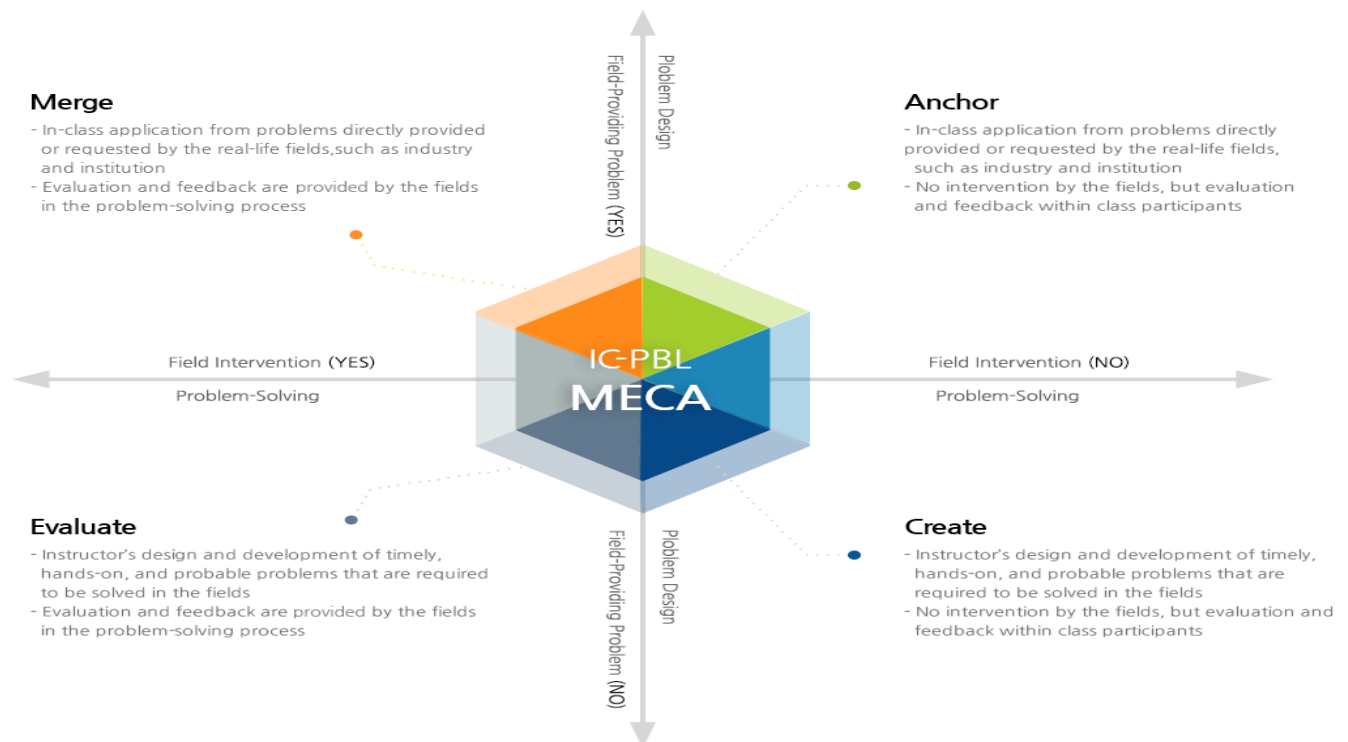 Merge
- In-class application from problems directly provided
or requested by the real-life fields,such as industry
and institution
- Evaluation and feedback are provided by the fields
in the problem-solving process
Field-Providing Problem (YES)
Ploblem Design
Anchor
- In-class application from problems directly
provided or requested by the real-life fields,
such as industry and institution
- No intervention by the fields, but evaluation
and feedback within class participants
Field Intervention (YES)
Problem-Solving
IC-PBL
MECA
Field Intervention (NO)
Problem-Solving
Evaluate
- Instructor's design and development of timely,
hands-on, and probable problems that are required
to be solved in the fields
- Evaluation and feedback are provided by the fields
in the problem-solving process
Field-Providing Problem (NO)
Ploblem Design
Create
- Instructor's design and development of timely,
hands-on, and probable problems that are
required to be solved in the fields
- No intervention by the fields, but evaluation and
feedback within class participants